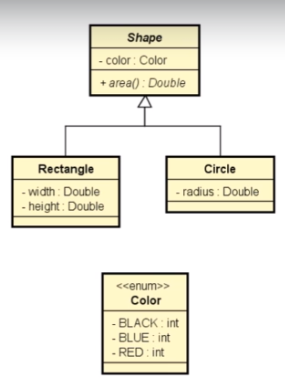 Shape
- color : Color
+ area() : Double
Rectangle
- width : Double
- height : Double
Circle
- radius : Double
<<enum>>
Color
- BLACK : int
- BLUE : int
- RED : int